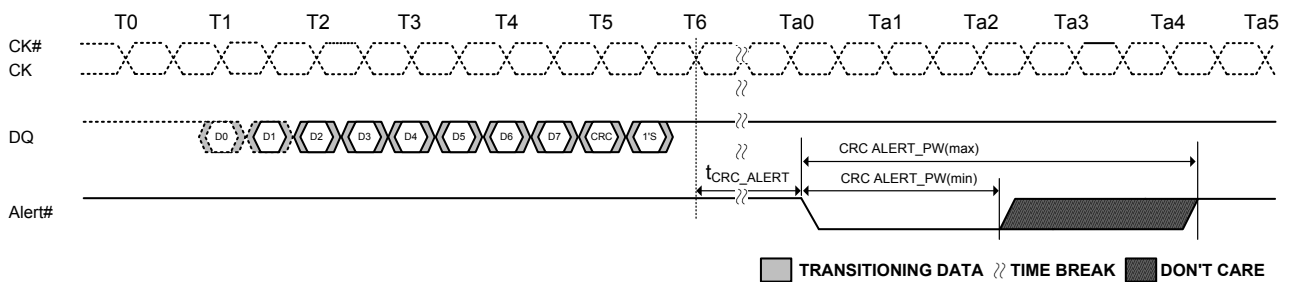 T0 T1 T2 T3 T4 T5 T6 Ta0 Ta1 Ta2 Ta3 Ta4 Ta5
CK#
CK
DQ D0 D1 D2 D3 D4 D5 D6 D7 CRC 1'S
CRC ALERT_PW(max)
tCRC_ALERT CRC ALERT_PW(min)
Alert#
TRANSITIONING DATA TIME BREAK DON'T CARE